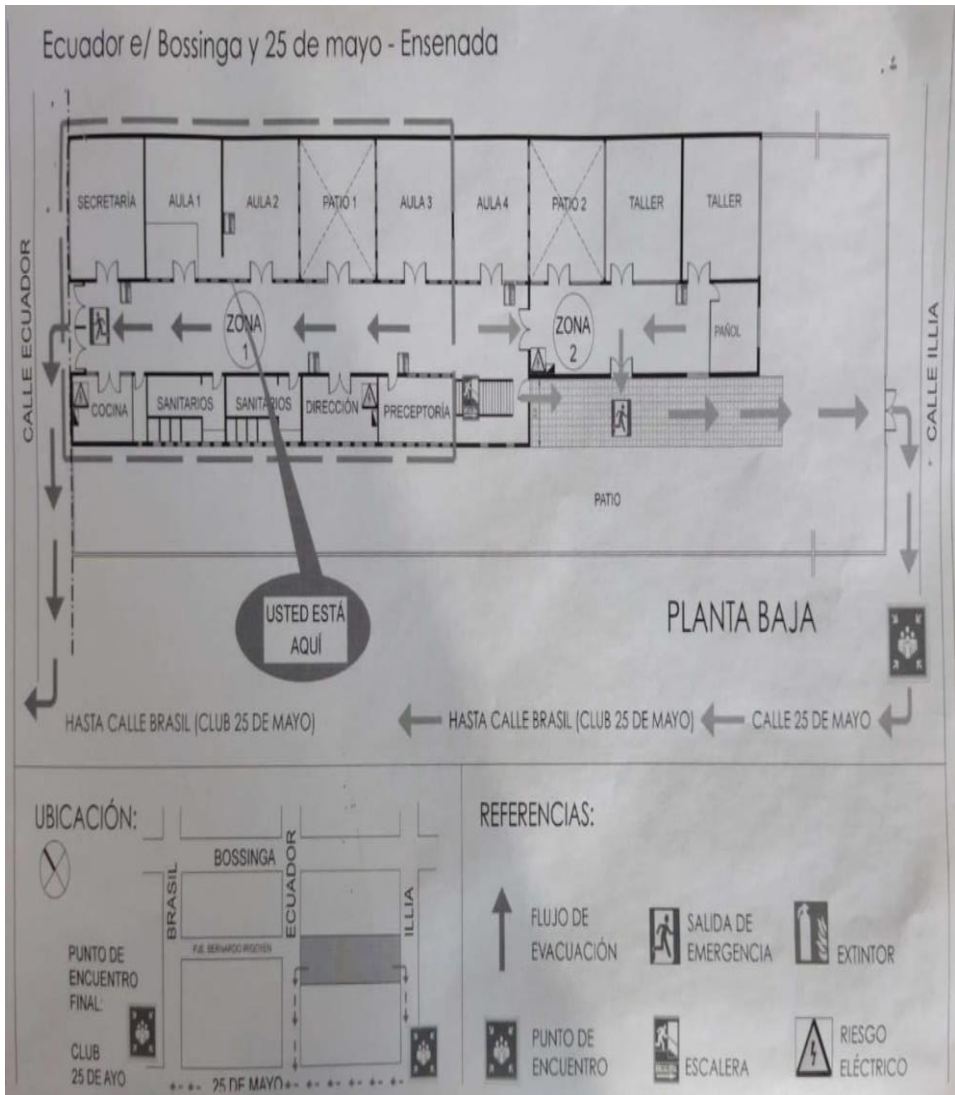 Ecuador e/ Bossinga y 25 de mayo - Ensenada
CALLE ECUADOR
SECRETARÍA
AULA 1
AULA 2
PATIO 1
AULA 3
AULA 4
PATIO 2
TALLER
TALLER
CALLE ILLIA
ZONA
1
ZONA
2
PAÑOL
COCINA
SANITARIOS
SANITARIOS
DIRECCIÓN
PRECEPTORÍA
PATIO
USTED ESTÁ
AQUÍ
PLANTA BAJA
HASTA CALLE BRASIL (CLUB 25 DE MAYO)
HASTA CALLE BRASIL (CLUB 25 DE MAYO)
CALLE 25 DE MAYO
UBICACIÓN:
BOSSINGA
BRASIL
ECUADOR
ILLIA
PJE. BERNARDO IRIGOYEN
PUNTO DE
ENCUENTRO
FINAL:
CLUB
25 DE AYO
25 DE MAYO
REFERENCIAS:
FLUJO DE
EVACUACIÓN
SALIDA DE
EMERGENCIA
EXTINTOR
PUNTO DE
ENCUENTRO
ESCALERA
RIESGO
ELÉCTRICO